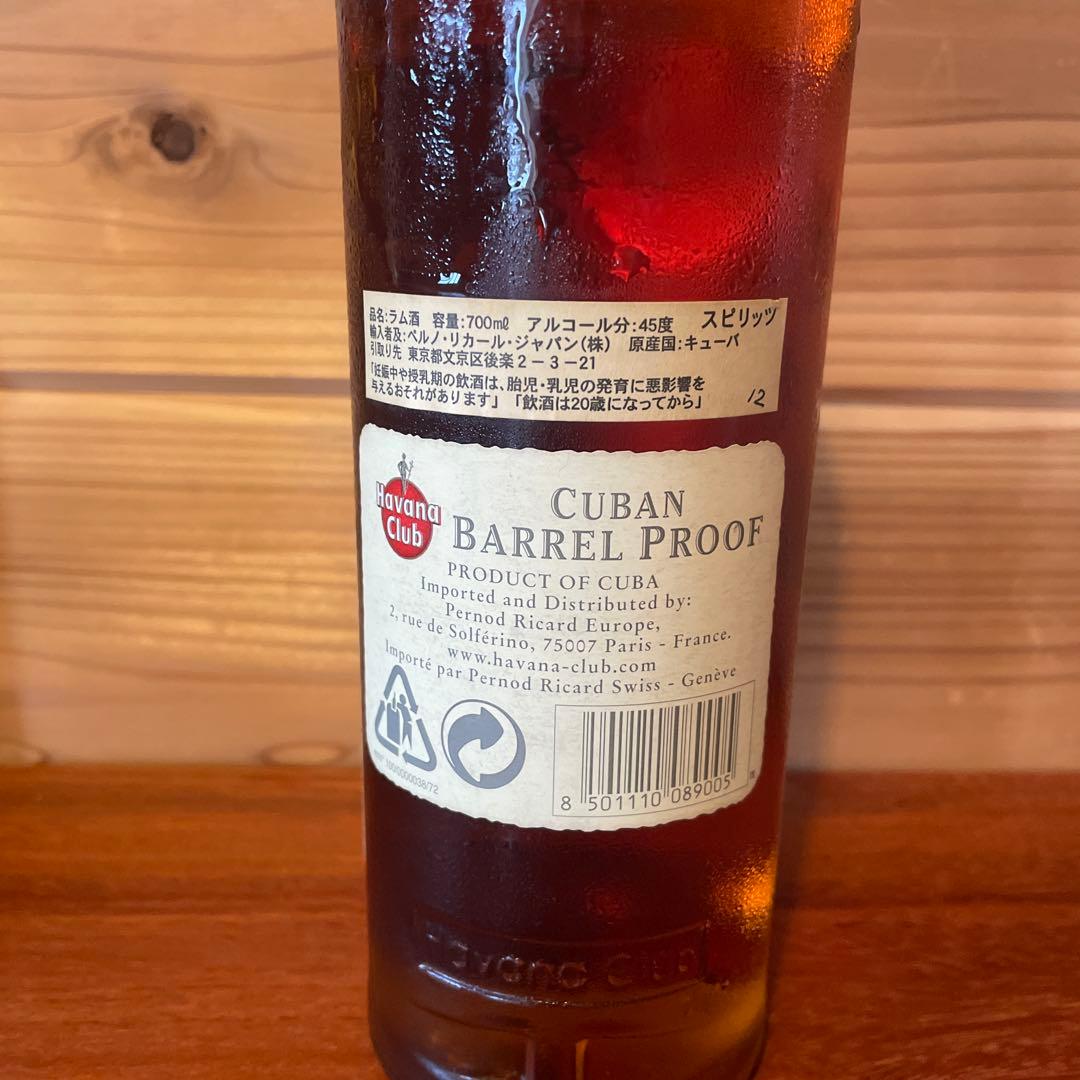 品名:ラム酒 容量:700mℓ アルコール分:45度 スピリッツ
輸入者及:ペルノ・リカール・ジャパン(株) 原産国:キューバ
引取り先 東京都文京区後楽2-3-21
「妊娠中や授乳期の飲酒は、胎児・乳児の発育に悪影響を
与えるおそれがあります」「飲酒は20歳になってから」
12
Havana
Club
CUBAN
BARREL PROOF
PRODUCT OF CUBA
Imported and Distributed by:
Pernod Ricard Europe,
2, rue de Solférino, 75007 Paris - France.
www.havana-club.com
Importé par Pernod Ricard Swiss - Genève
100/0000038/72
8 501110 089005
Havana Club